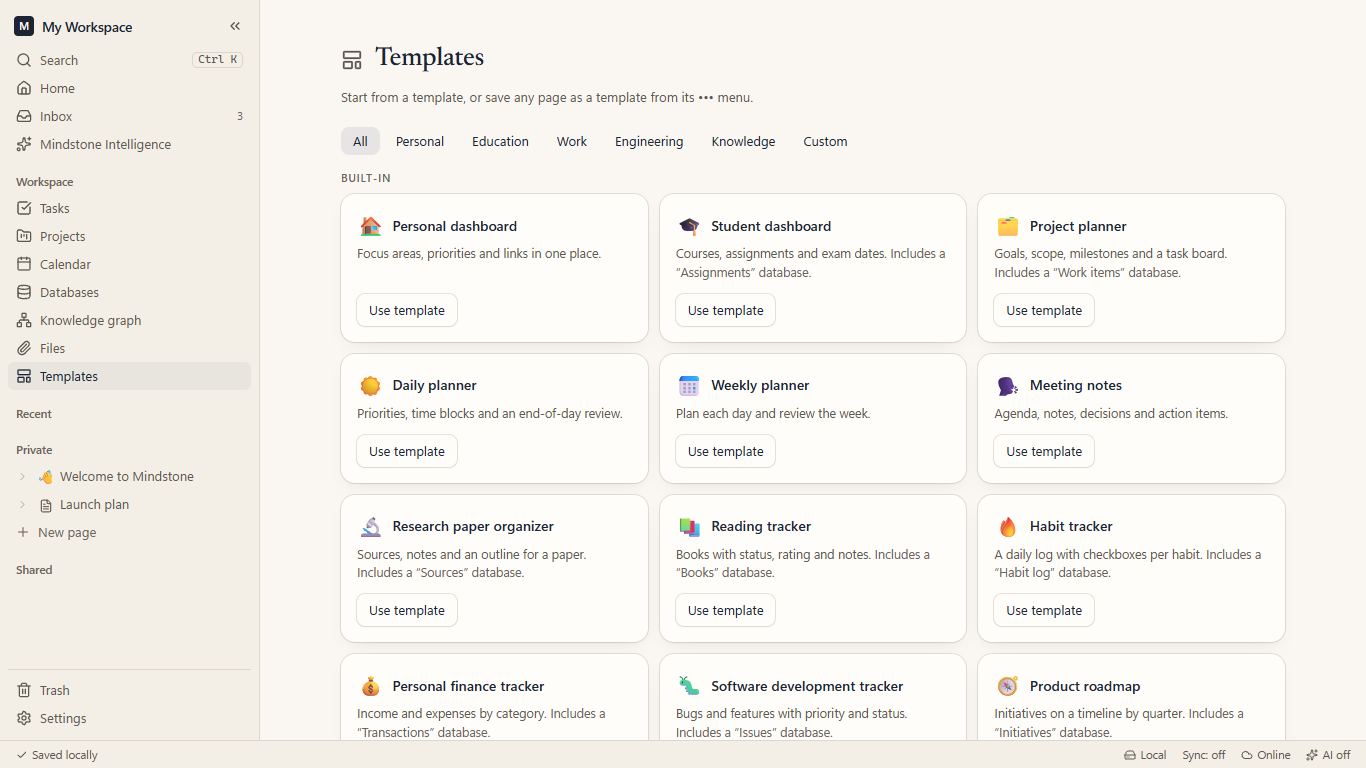 M My Workspace
Search Ctrl K
Home
Inbox 3
Mindstone Intelligence
Workspace
Tasks
Projects
Calendar
Databases
Knowledge graph
Files
Templates
Recent
Private
Welcome to Mindstone
Launch plan
New page
Shared
Trash
Settings
Templates
Start from a template, or save any page as a template from its ••• menu.
All Personal Education Work Engineering Knowledge Custom
BUILT-IN
Personal dashboard
Focus areas, priorities and links in one place.
Use template
Student dashboard
Courses, assignments and exam dates. Includes a
“Assignments” database.
Use template
Project planner
Goals, scope, milestones and a task board.
Includes a “Work items” database.
Use template
Daily planner
Priorities, time blocks and an end-of-day review.
Use template
Weekly planner
Plan each day and review the week.
Use template
Meeting notes
Agenda, notes, decisions and action items.
Use template
Research paper organizer
Sources, notes and an outline for a paper.
Includes a “Sources” database.
Use template
Reading tracker
Books with status, rating and notes. Includes a
“Books” database.
Use template
Habit tracker
A daily log with checkboxes per habit. Includes a
“Habit log” database.
Use template
Personal finance tracker
Income and expenses by category. Includes a
“Transactions” database.
Software development tracker
Bugs and features with priority and status.
Includes a “Issues” database.
Product roadmap
Initiatives on a timeline by quarter. Includes a
“Initiatives” database.
Saved locally Local Sync: off Online AI off